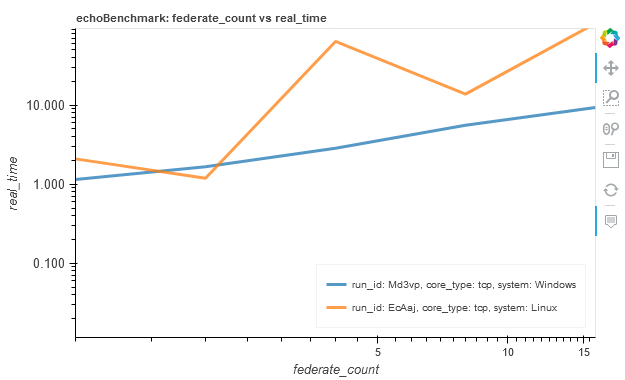 echoBenchmark: federate_count vs real_time
real_time
10.000
1.000
0.100
run_id: Md3vp, core_type: tcp, system: Windows
run_id: EcAaj, core_type: tcp, system: Linux
5
10
15
federate_count